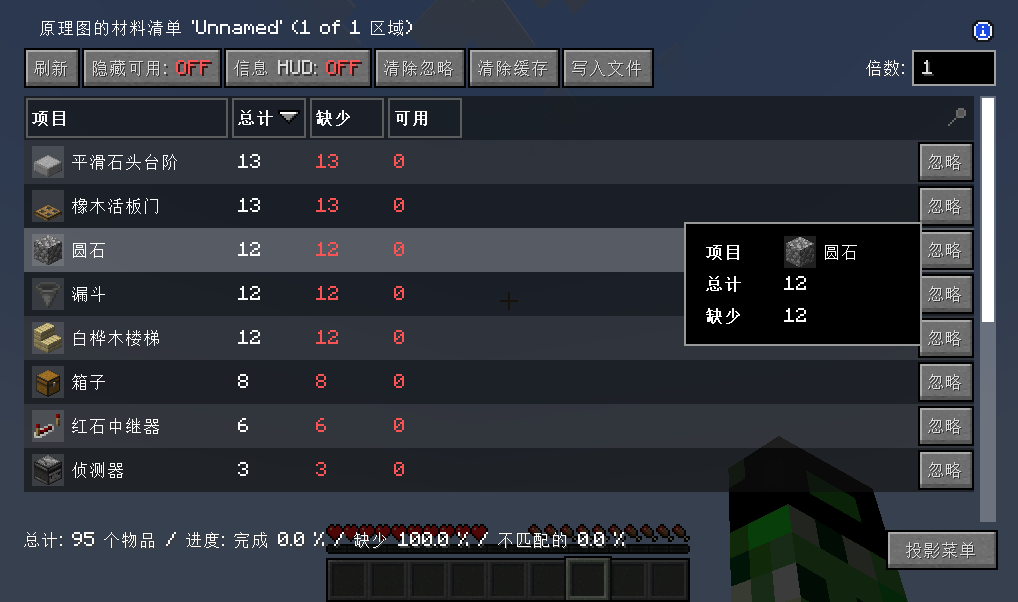 原理图的材料清单 'Unnamed' (1 of 1 区域)
刷新 隐藏可用: OFF 信息 HUD: OFF 清除忽略 清除缓存 写入文件 倍数: 1
项目 总计 缺少 可用
平滑石头台阶 13 13 0 忽略
橡木活板门 13 13 0 忽略
圆石 12 12 0 忽略
漏斗 12 12 0 忽略
白桦木楼梯 12 12 0 忽略
箱子 8 8 0 忽略
红石中继器 6 6 0 忽略
侦测器 3 3 0 忽略
项目 圆石
总计 12
缺少 12
总计: 95 个物品 / 进度: 完成 0.0 % / 缺少 100.0 % / 不匹配的 0.0 %
投影菜单